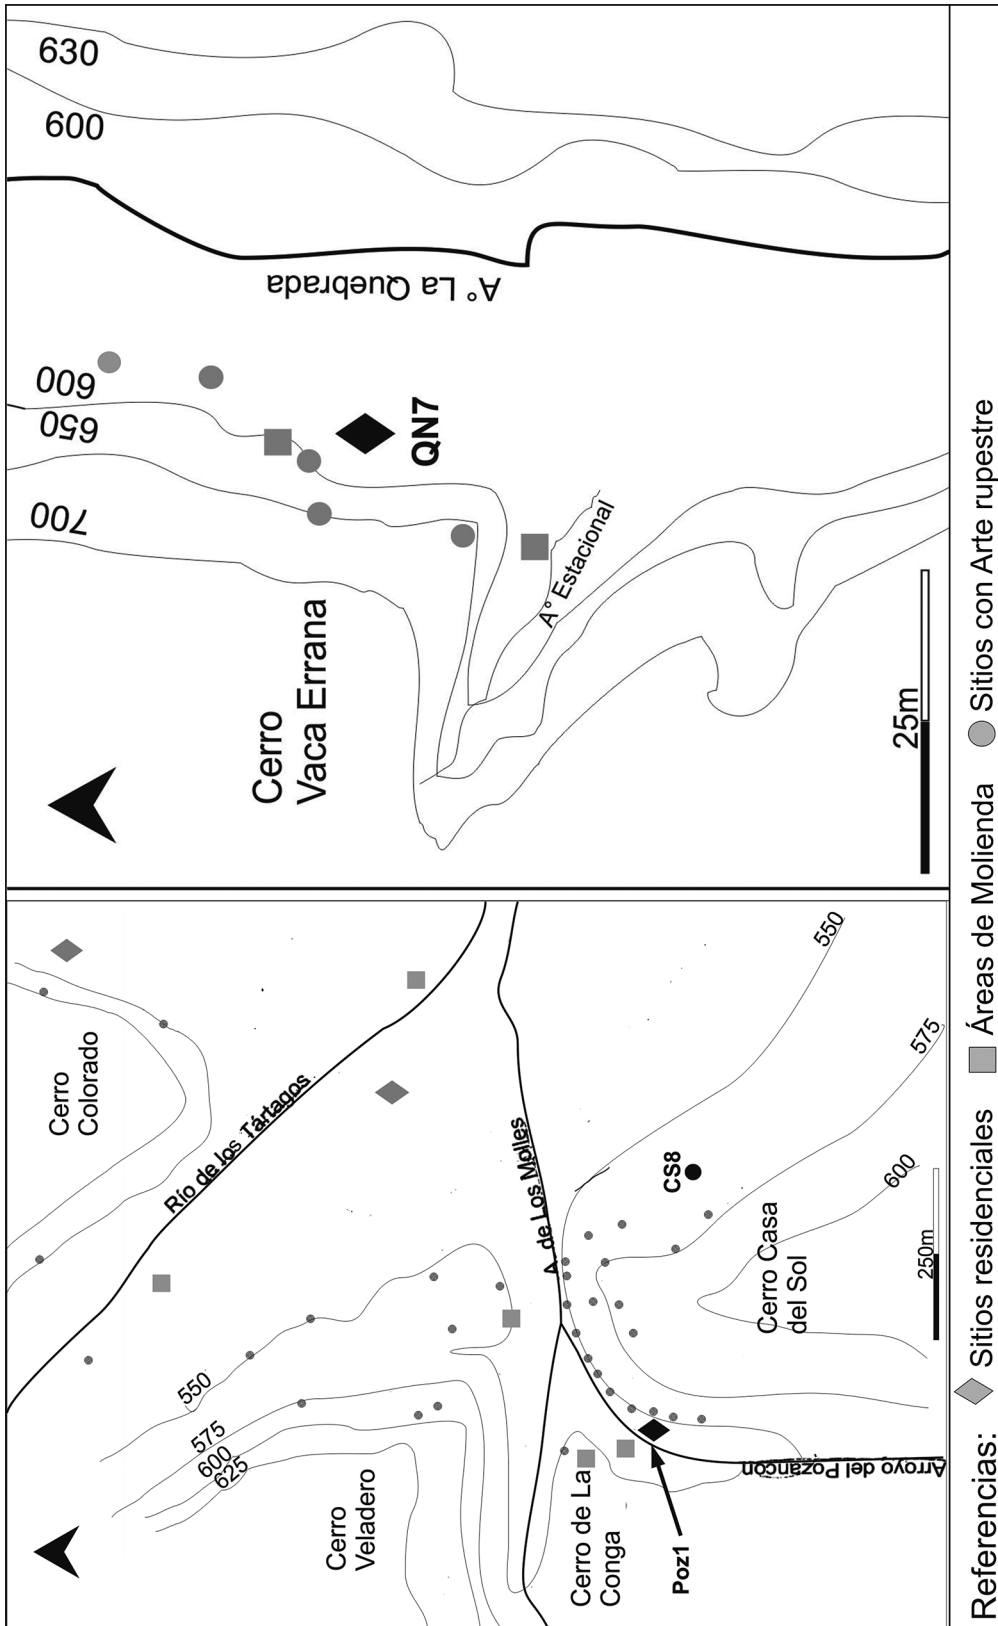 Cerro
Colorado
Río de los Tártagos
A. de Los Molles
550
575
600
625
Cerro
Veladero
Cerro de La
Conga
Poz1
Arroyo del Pozancón
CS8
Cerro Casa
del Sol
550
575
600
250m
630
600
A° La Quebrada
600
650
700
QN7
Cerro
Vaca Errana
A° Estacional
25m
Referencias: Sitios residenciales Áreas de Molienda Sitios con Arte rupestre